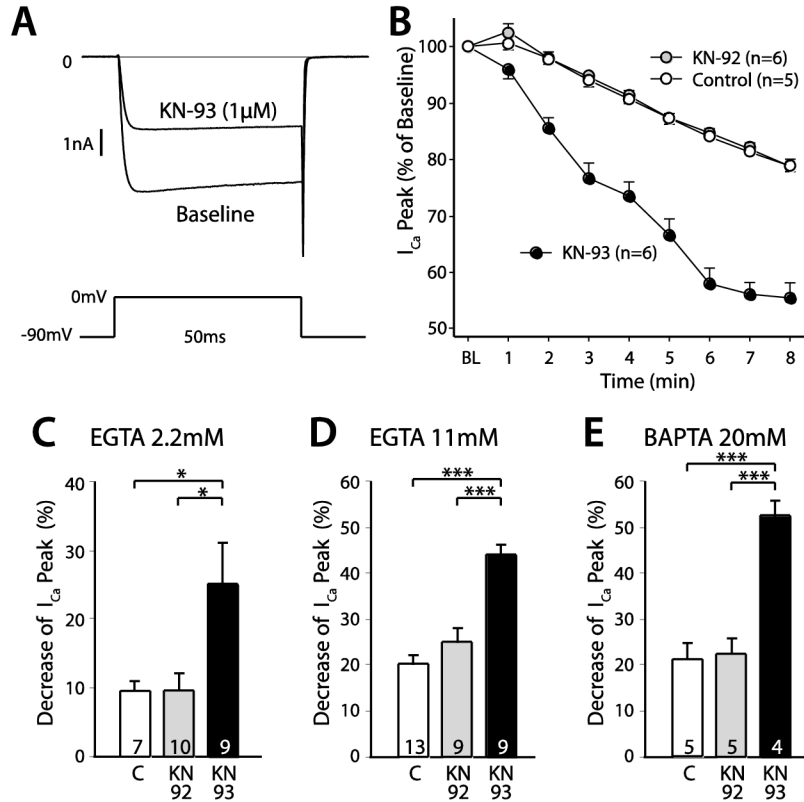 A
0
KN-93 (1µM)
1nA
Baseline
0mV
-90mV
50ms
B
I_Ca Peak (% of Baseline)
100
90
80
70
60
50
KN-92 (n=6)
Control (n=5)
KN-93 (n=6)
BL 1 2 3 4 5 6 7 8
Time (min)
C EGTA 2.2mM
Decrease of I_Ca Peak (%)
40
30
20
10
0
*
*
7 10 9
C KN KN
92 93
D EGTA 11mM
Decrease of I_Ca Peak (%)
60
50
40
30
20
10
0
***
***
13 9 9
C KN KN
92 93
E BAPTA 20mM
Decrease of I_Ca Peak (%)
60
50
40
30
20
10
0
***
***
5 5 4
C KN KN
92 93